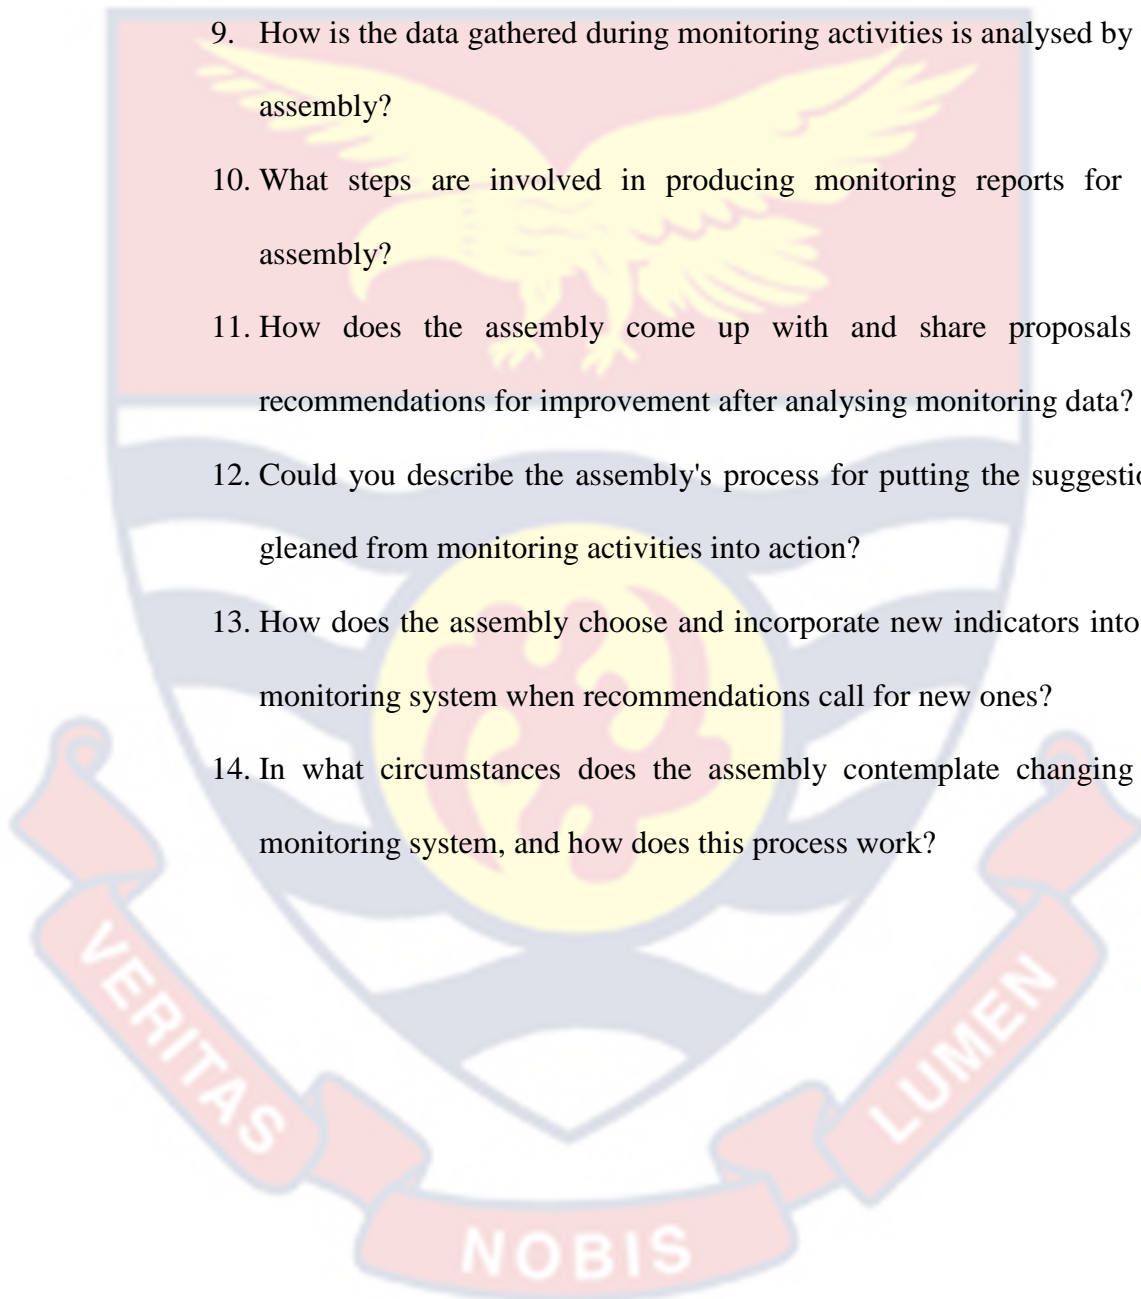 9. How is the data gathered during monitoring activities is analysed by
assembly?
10. What steps are involved in producing monitoring reports for
assembly?
11. How does the assembly come up with and share proposals
recommendations for improvement after analysing monitoring data?
12. Could you describe the assembly's process for putting the suggestio
gleaned from monitoring activities into action?
13. How does the assembly choose and incorporate new indicators into
monitoring system when recommendations call for new ones?
14. In what circumstances does the assembly contemplate changing
monitoring system, and how does this process work?
VERITAS
NOBIS
LUMEN